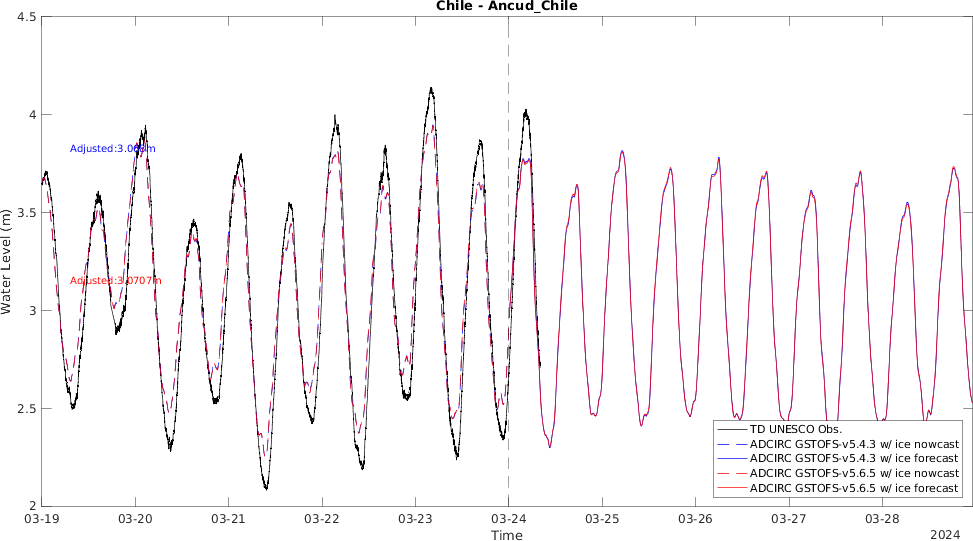 Chile - Ancud_Chile
4.5
4
3.5
3
2.5
2
Water Level (m)
Adjusted:3.0707m
03-19
03-20
03-21
03-22
03-23
03-24
03-25
03-26
03-27
03-28
Time
2024
TD UNESCO Obs.
ADCIRC GSTOFS-v5.4.3 w/ ice nowcast
ADCIRC GSTOFS-v5.4.3 w/ ice forecast
ADCIRC GSTOFS-v5.6.5 w/ ice nowcast
ADCIRC GSTOFS-v5.6.5 w/ ice forecast